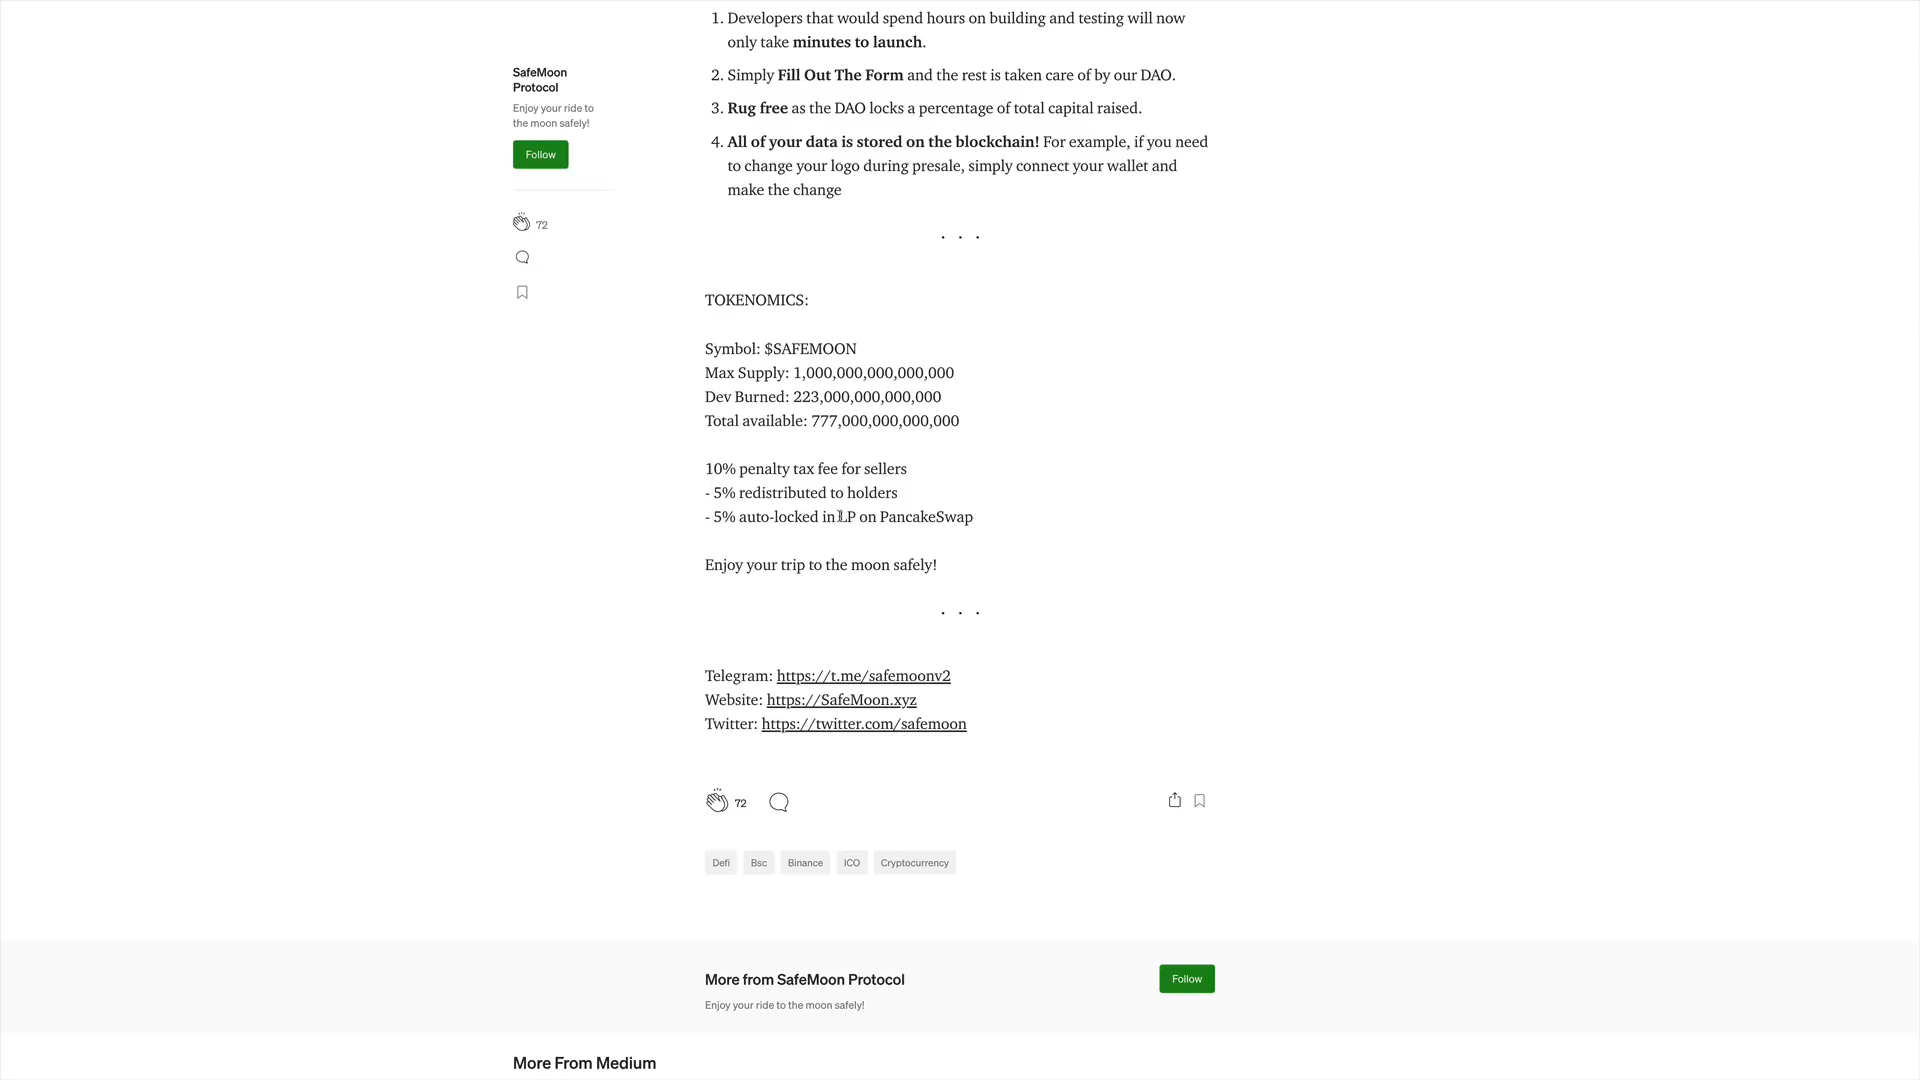 1. Developers that would spend hours on building and testing will now
only take minutes to launch.
SafeMoon
Protocol
Enjoy your ride to
the moon safely!
Follow
72
2. Simply Fill Out The Form and the rest is taken care of by our DAO.
3. Rug free as the DAO locks a percentage of total capital raised.
4. All of your data is stored on the blockchain! For example, if you need
to change your logo during presale, simply connect your wallet and
make the change
. . .
TOKENOMICS:
Symbol: $SAFEMOON
Max Supply: 1,000,000,000,000,000
Dev Burned: 223,000,000,000,000
Total available: 777,000,000,000,000
10% penalty tax fee for sellers
- 5% redistributed to holders
- 5% auto-locked in LP on PancakeSwap
Enjoy your trip to the moon safely!
. . .
Telegram: https://t.me/safemoonv2
Website: https://SafeMoon.xyz
Twitter: https://twitter.com/safemoon
72
Defi Bsc Binance ICO Cryptocurrency
More from SafeMoon Protocol
Follow
Enjoy your ride to the moon safely!
More From Medium